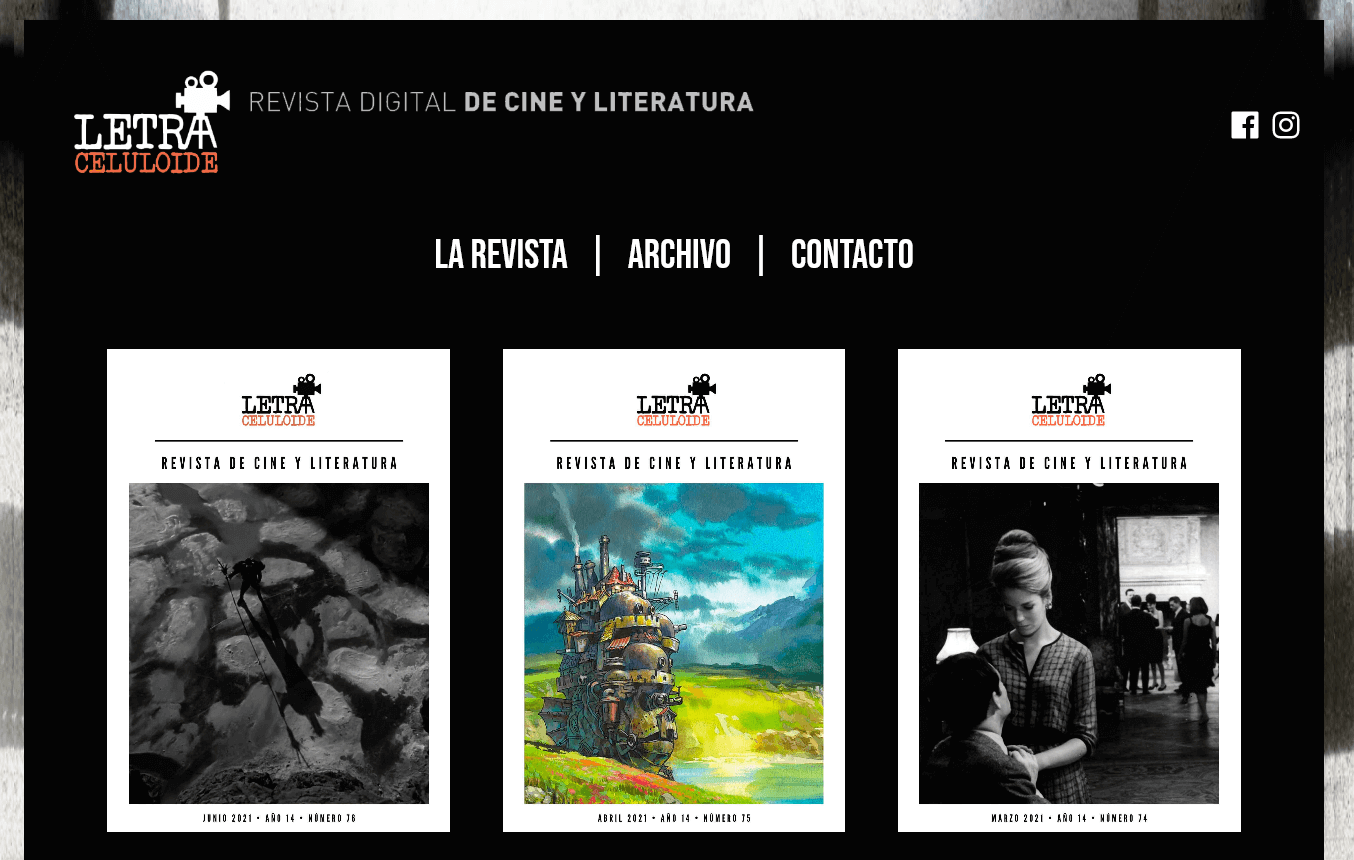 LETRA
CELULOIDE
REVISTA DIGITAL DE CINE Y LITERATURA
LA REVISTA | ARCHIVO | CONTACTO
LETRA
CELULOIDE
REVISTA DE CINE Y LITERATURA
JUNIO 2021 • AÑO 14 • NÚMERO 76
LETRA
CELULOIDE
REVISTA DE CINE Y LITERATURA
ABRIL 2021 • AÑO 14 • NÚMERO 75
LETRA
CELULOIDE
REVISTA DE CINE Y LITERATURA
MARZO 2021 • AÑO 14 • NÚMERO 74